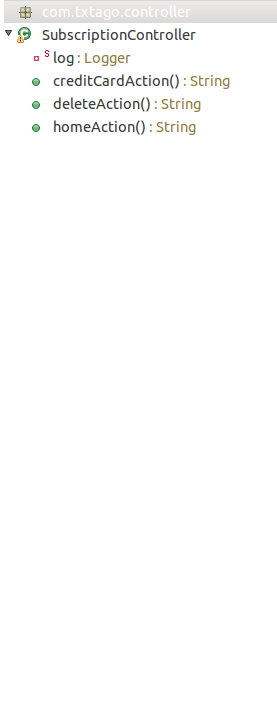 com.txtago.controller
SubscriptionController
S log : Logger
creditCardAction() : String
deleteAction() : String
homeAction() : String